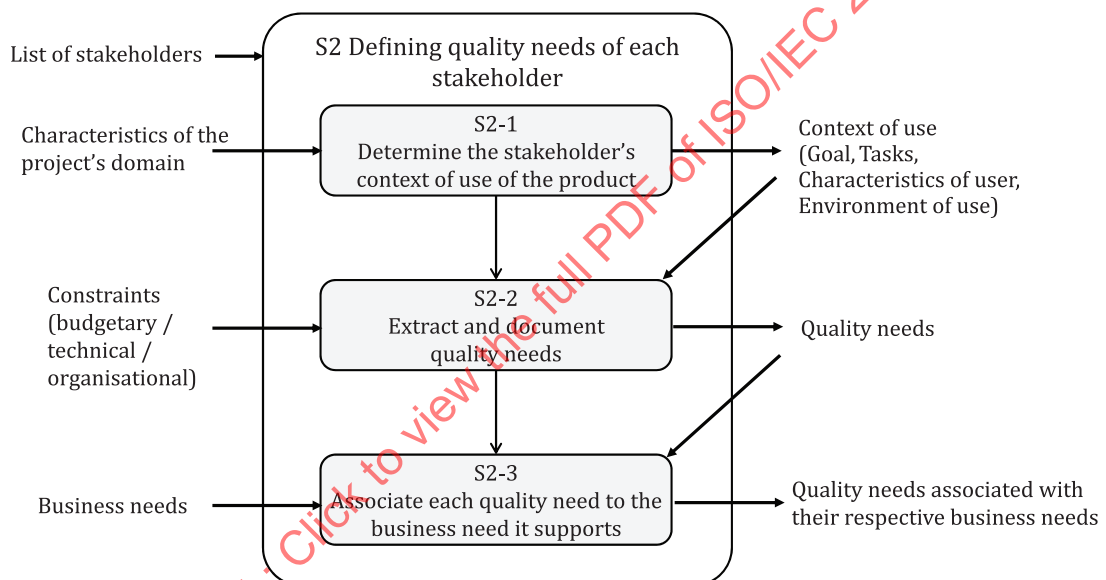 List of stakeholders
S2 Defining quality needs of each
stakeholder
Characteristics of the
project's domain
S2-1
Determine the stakeholder's
context of use of the product
Context of use
(Goal, Tasks,
Characteristics of user,
Environment of use)
Constraints
(budgetary /
technical /
organisational)
S2-2
Extract and document
quality needs
Quality needs
Business needs
S2-3
Associate each quality need to the
business need it supports
Quality needs associated with
their respective business needs
Click to view the full PDF of ISO/IEC 2